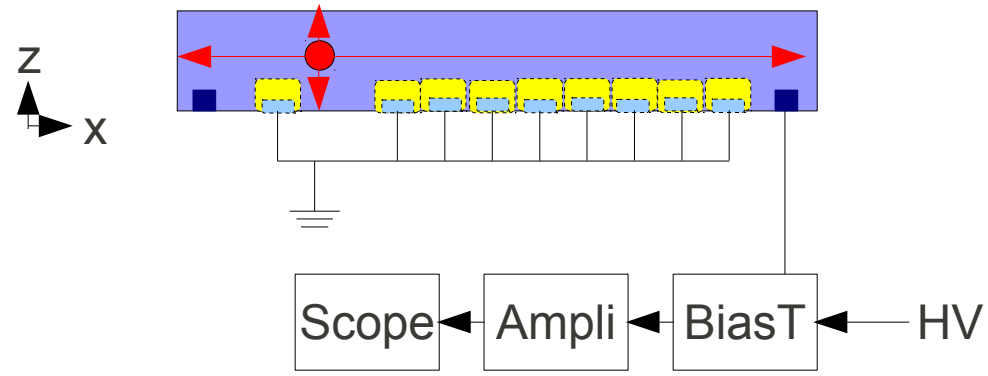 z
x
Scope
Ampli
BiasT
HV